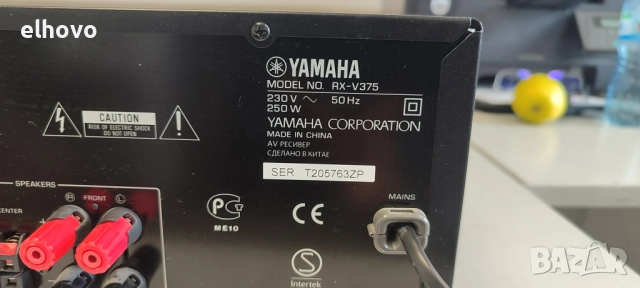 elhovo
YAMAHA
MODEL NO. RX-V375
230 V ~ 50 Hz
250 W
YAMAHA CORPORATION
MADE IN CHINA
AV РЕСИВЕР
СДЕЛАНО В КИТАЕ
SER T205763ZP
CAUTION
RISK OF ELECTRIC SHOCK
DO NOT OPEN
SPEAKERS
CENTER
R FRONT L
MAINS
PG
ME10
CE
S
Intertek
bazar